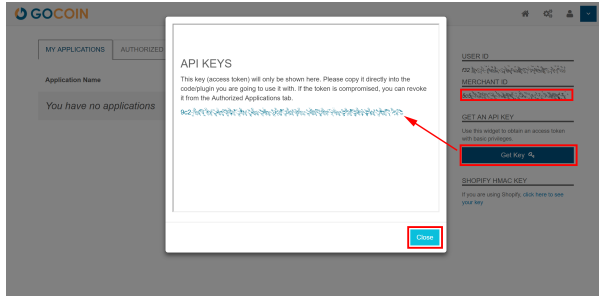 GOCOIN
MY APPLICATIONS
AUTHORIZED
Application Name
You have no applications
API KEYS
This key (access token) will only be shown here. Please copy it directly into the
code/plugin you are going to use it with. If the token is compromised, you can revoke
it from the Authorized Applications tab.
9c2
Close
USER ID
MERCHANT ID
GET AN API KEY
Use this widget to obtain an access token
with basic privileges.
Get Key
SHOPIFY HMAC KEY
If you are using Shopify, click here to see
your key